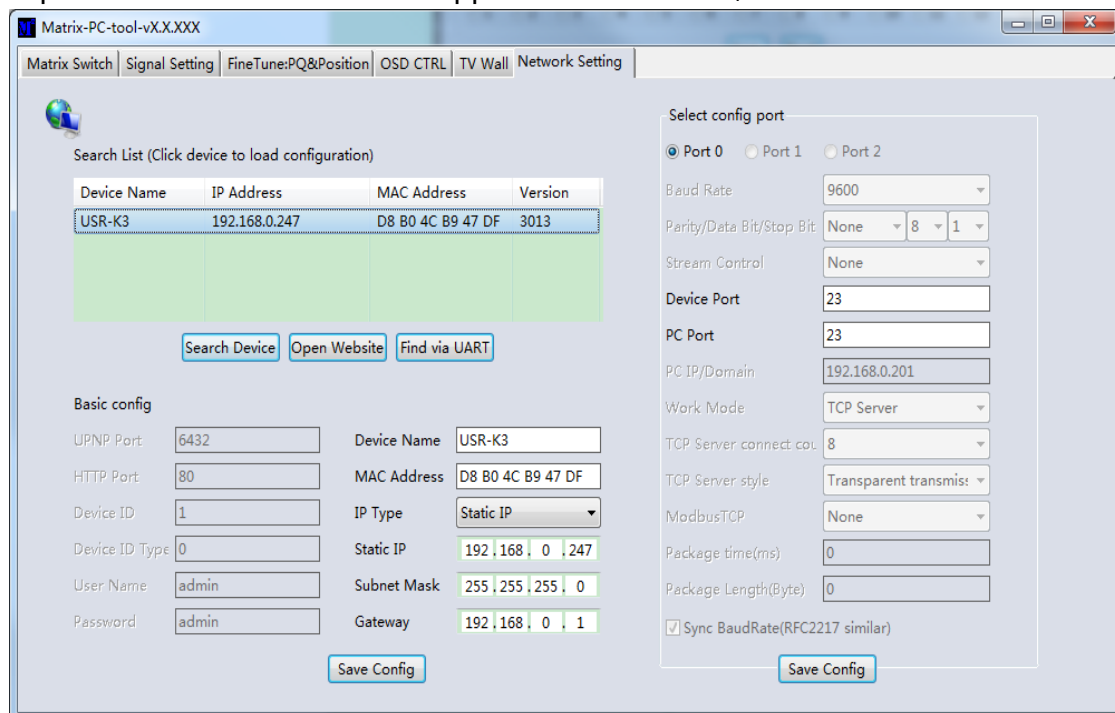 Matrix-PC-tool-vX.X.XXX
Matrix Switch Signal Setting FineTune:PQ&Position OSD CTRL TV Wall Network Setting
Search List (Click device to load configuration)
Device Name IP Address MAC Address Version
USR-K3 192.168.0.247 D8 B0 4C B9 47 DF 3013
Search Device Open Website Find via UART
Basic config
UPNP Port 6432
HTTP Port 80
Device ID 1
Device ID Type 0
User Name admin
Password admin
Device Name USR-K3
MAC Address D8 B0 4C B9 47 DF
IP Type Static IP
Static IP 192 . 168 . 0 . 247
Subnet Mask 255 . 255 . 255 . 0
Gateway 192 . 168 . 0 . 1
Save Config
Select config port
Port 0 Port 1 Port 2
Baud Rate 9600
Parity/Data Bit/Stop Bit None 8 1
Stream Control None
Device Port 23
PC Port 23
PC IP/Domain 192.168.0.201
Work Mode TCP Server
TCP Server connect cou 8
TCP Server style Transparent transmis
ModbusTCP None
Package time(ms) 0
Package Length(Byte) 0
Sync BaudRate(RFC2217 similar)
Save Config